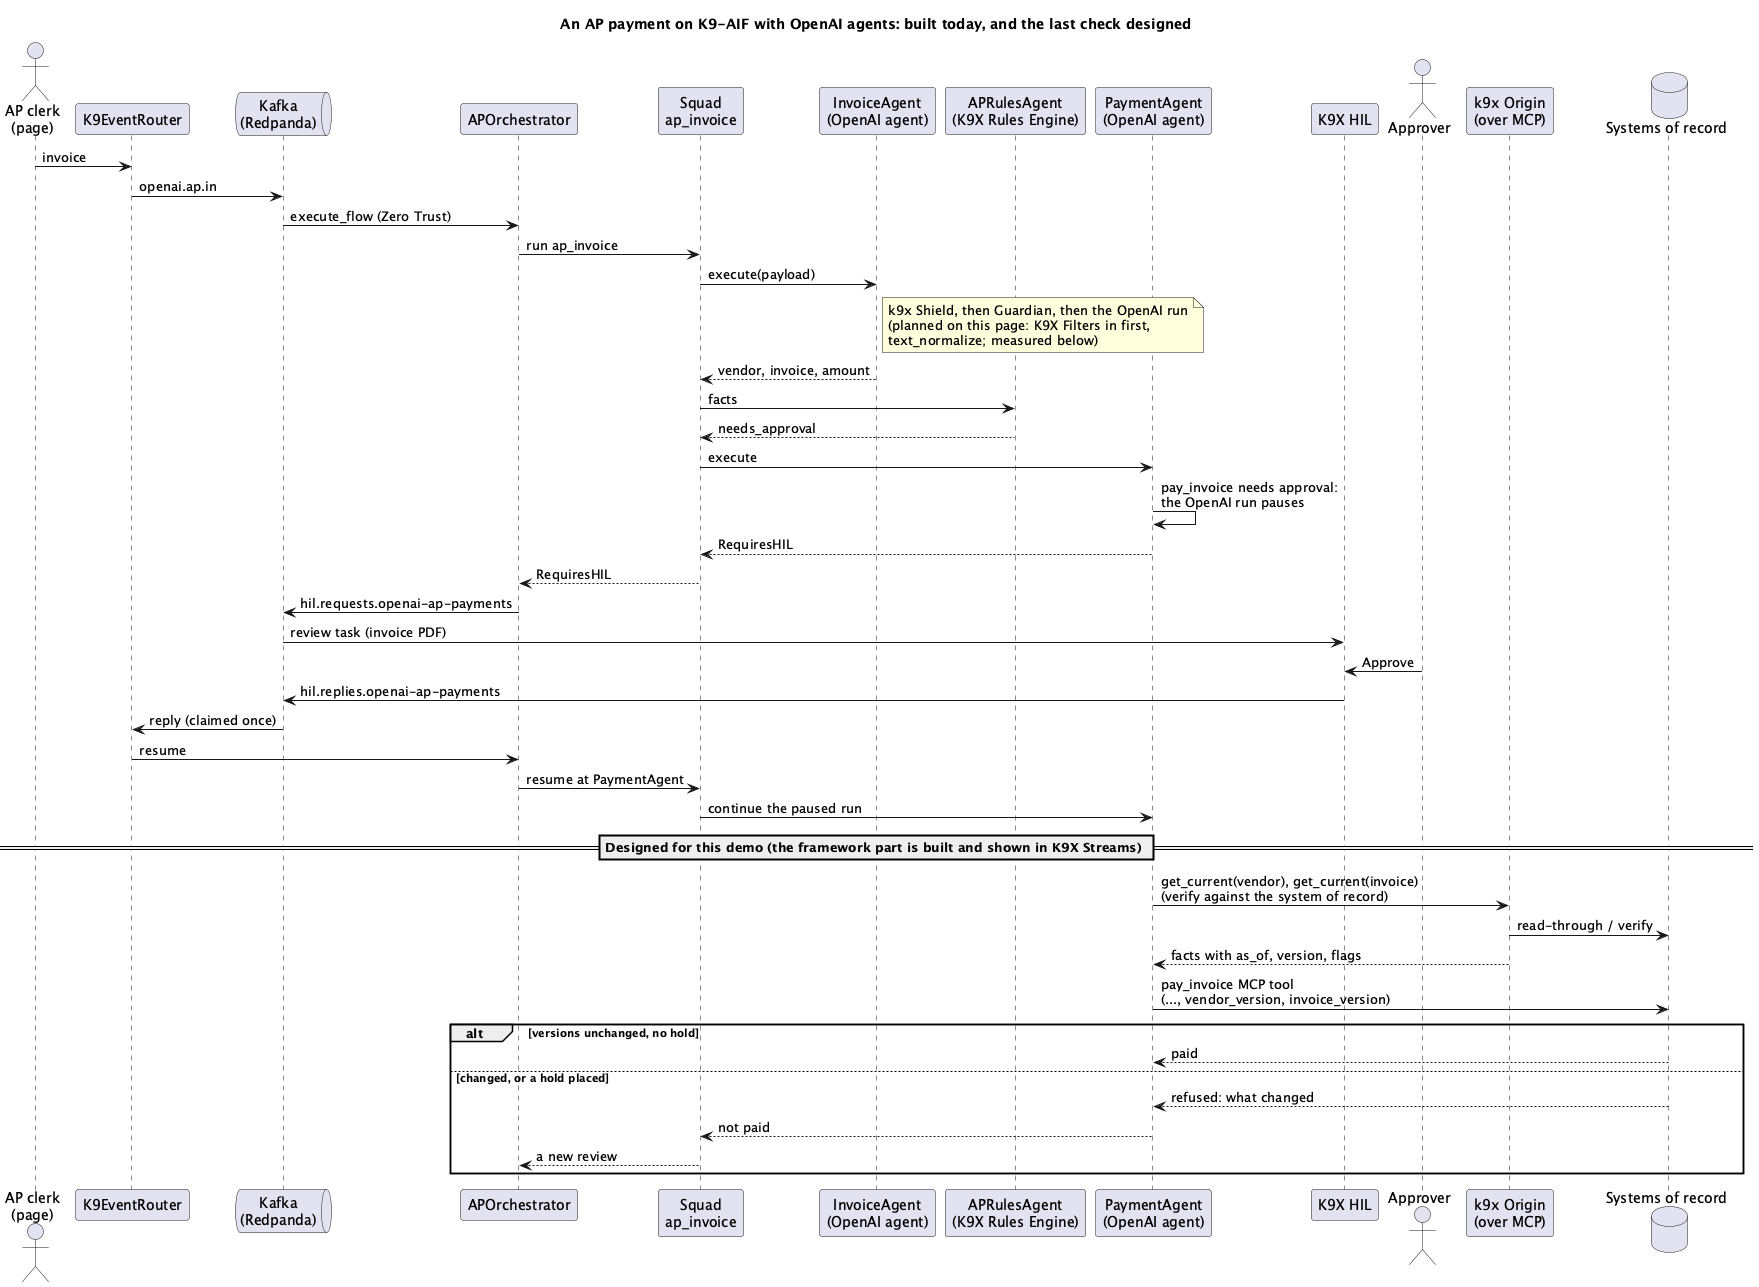 An AP payment on K9-AIF with OpenAI agents: built today, and the last check designed
AP clerk
(page)
K9EventRouter
Kafka
(Redpanda)
APOrchestrator
Squad
ap_invoice
InvoiceAgent
(OpenAI agent)
APRulesAgent
(K9X Rules Engine)
PaymentAgent
(OpenAI agent)
K9X HIL
Approver
k9x Origin
(over MCP)
Systems of record
invoice
openai.ap.in
execute_flow (Zero Trust)
run ap_invoice
execute(payload)
k9x Shield, then Guardian, then the OpenAI run
(planned on this page: K9X Filters in first,
text_normalize; measured below)
vendor, invoice, amount
facts
needs_approval
execute
pay_invoice needs approval:
the OpenAI run pauses
RequiresHIL
RequiresHIL
hil.requests.openai-ap-payments
review task (invoice PDF)
Approve
hil.replies.openai-ap-payments
reply (claimed once)
resume
resume at PaymentAgent
continue the paused run
Designed for this demo (the framework part is built and shown in K9X Streams)
get_current(vendor), get_current(invoice)
(verify against the system of record)
read-through / verify
facts with as_of, version, flags
pay_invoice MCP tool
(..., vendor_version, invoice_version)
alt [versions unchanged, no hold]
paid
[changed, or a hold placed]
refused: what changed
not paid
a new review
AP clerk
(page)
K9EventRouter
Kafka
(Redpanda)
APOrchestrator
Squad
ap_invoice
InvoiceAgent
(OpenAI agent)
APRulesAgent
(K9X Rules Engine)
PaymentAgent
(OpenAI agent)
K9X HIL
Approver
k9x Origin
(over MCP)
Systems of record